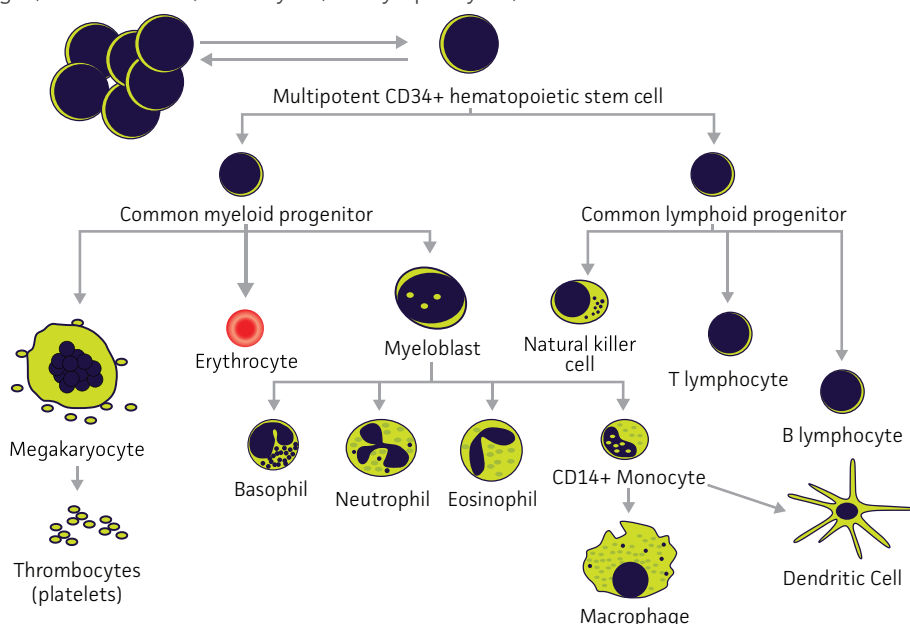 Multipotent CD34+ hematopoietic stem cell
Common myeloid progenitor
Common lymphoid progenitor
Erythrocyte
Myeloblast
Natural killer
cell
T lymphocyte
B lymphocyte
Megakaryocyte
Basophil
Neutrophil
Eosinophil
CD14+ Monocyte
Thrombocytes
(platelets)
Dendritic Cell
Macrophage